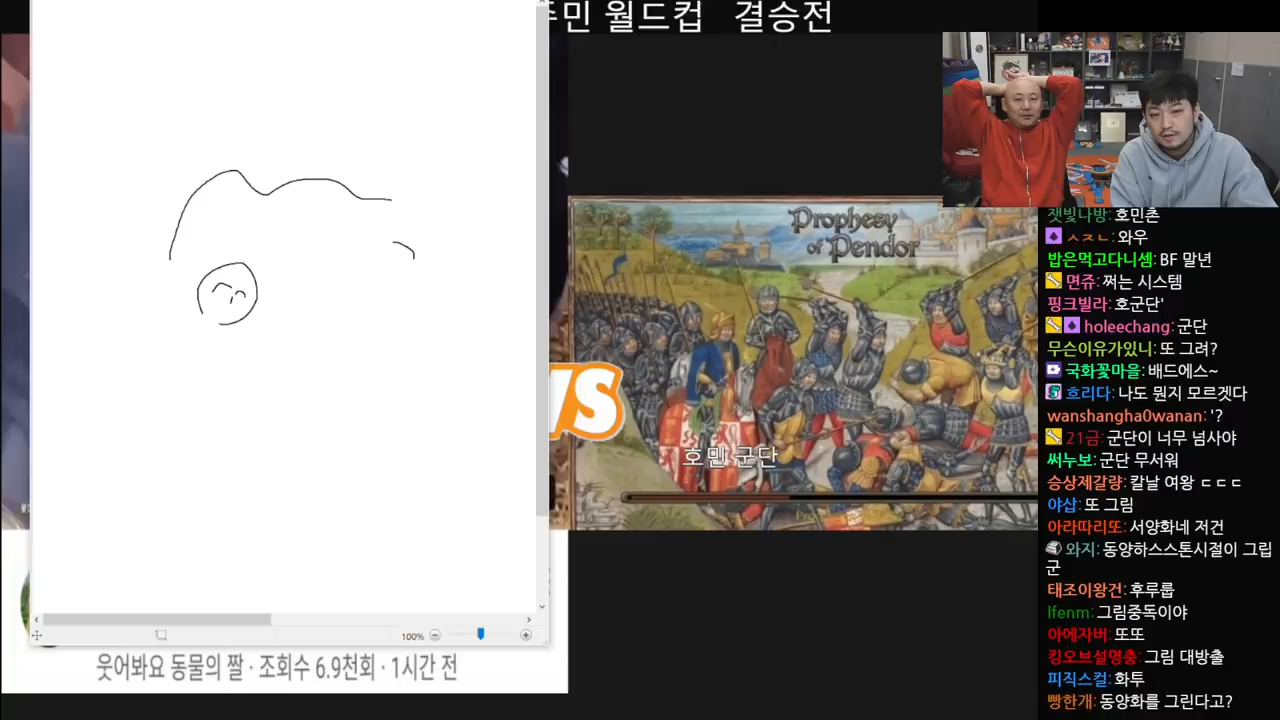 주민 월드컵 결승전
Prophesy
of Pendor
VS
호민 군단
100%
웃어봐요 동물의 짤 · 조회수 6.9천회 · 1시간 전
잿빛나방: 호민촌
ㅅㅈㄴ: 와우
밥은먹고다니셈: BF 말년
면쥬: 쩌는 시스템
핑크빌라: 호군단'
holeechang: 군단
무슨이유가있니: 또 그려?
국화꽃마을: 배드에스~
흐리다: 나도 뭔지 모르겟다
wanshangha0wanan: '?
21금: 군단이 너무 넘사야
써누보: 군단 무서워
승상제갈량: 칼날 여왕 ㄷㄷㄷ
야삽: 또 그림
아라따리또: 서양화네 저건
와지: 동양하스스톤시절이 그립
군
태조이왕건: 후루룹
lfenm: 그림중독이야
아에자버: 또또
킹오브설명충: 그림 대방출
피직스컬: 화투
빵한개: 동양화를 그린다고?